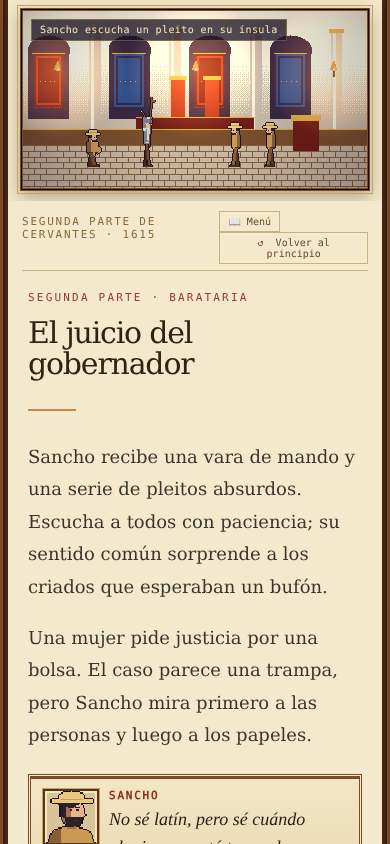 Sancho escucha un pleito en su ínsula
SEGUNDA PARTE DE
CERVANTES · 1615
📖 Menú
↺ Volver al
principio
SEGUNDA PARTE · BARATARIA
El juicio del
gobernador
Sancho recibe una vara de mando y
una serie de pleitos absurdos.
Escucha a todos con paciencia; su
sentido común sorprende a los
criados que esperaban un bufón.
Una mujer pide justicia por una
bolsa. El caso parece una trampa,
pero Sancho mira primero a las
personas y luego a los papeles.
SANCHO
No sé latín, pero sé cuándo